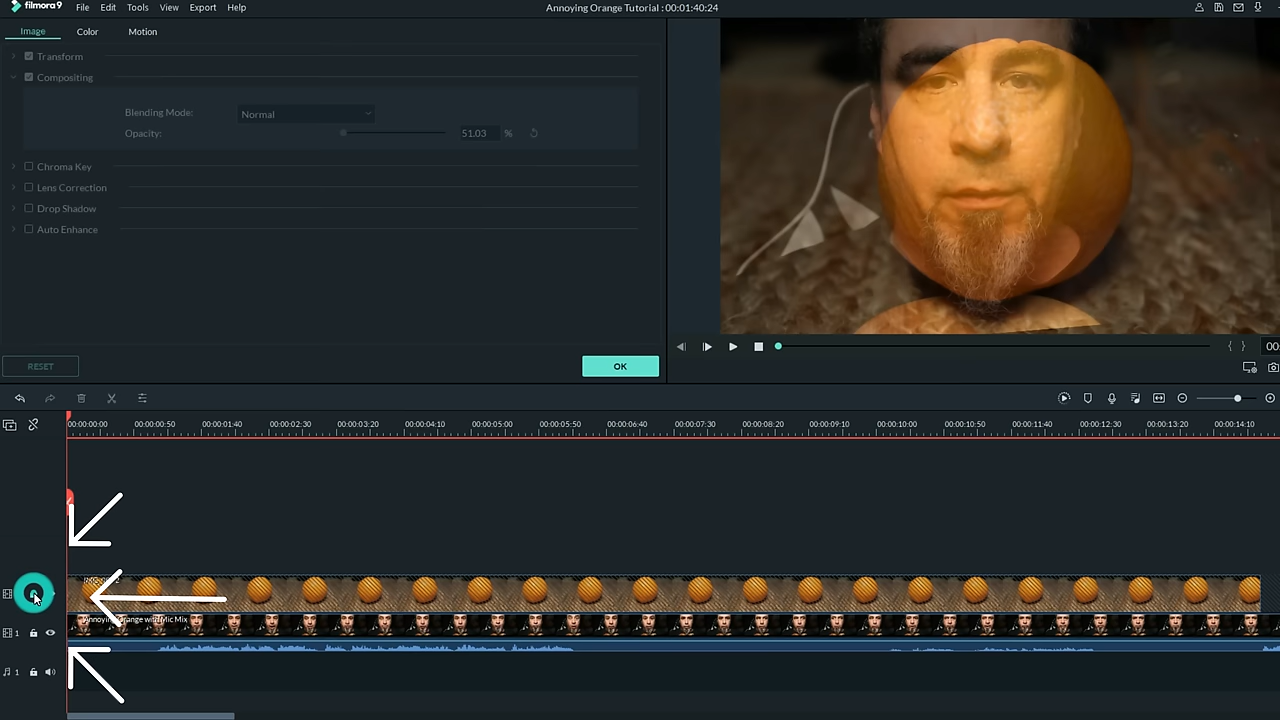 filmora9 File Edit Tools View Export Help Annoying Orange Tutorial : 00:01:40:24
Image Color Motion
Transform
Compositing
Blending Mode: Normal
Opacity: 51.03 %
Chroma Key
Lens Correction
Drop Shadow
Auto Enhance
RESET OK
00:
00:00:00:00 00:00:00:50 00:00:01:40 00:00:02:30 00:00:03:20 00:00:04:10 00:00:05:00 00:00:05:50 00:00:06:40 00:00:07:30 00:00:08:20 00:00:09:10 00:00:10:00 00:00:10:50 00:00:11:40 00:00:12:30 00:00:13:20 00:00:14:10
Annoying Orange with Mic Mix
1
1